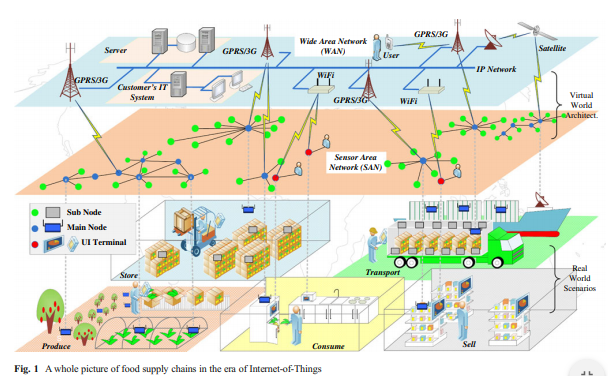 Server
GPRS/3G
Wide Area Network
(WAN)
GPRS/3G
User
Satellite
GPRS/3G
Customer's IT
System
WiFi
IP Network
GPRS/3G
WiFi
Virtual
World
Architect.
Sensor Area
Network (SAN)
Sub Node
Main Node
UI Terminal
Store
Transport
Real
World
Scenarios
Produce
Consume
Sell
Fig. 1 A whole picture of food supply chains in the era of Internet-of-Things